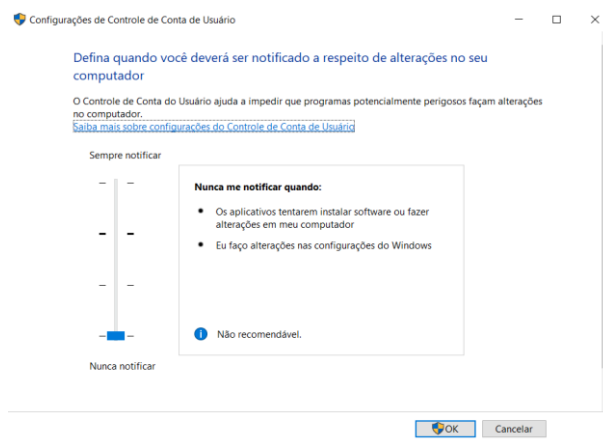 Configurações de Controle de Conta de Usuário
Defina quando você deverá ser notificado a respeito de alterações no seu
computador
O Controle de Conta do Usuário ajuda a impedir que programas potencialmente perigosos façam alterações
no computador.
Saiba mais sobre configurações do Controle de Conta de Usuário
Sempre notificar
Nunca me notificar quando:
Os aplicativos tentarem instalar software ou fazer
alterações em meu computador
Eu faço alterações nas configurações do Windows
Não recomendável.
Nunca notificar
OK
Cancelar